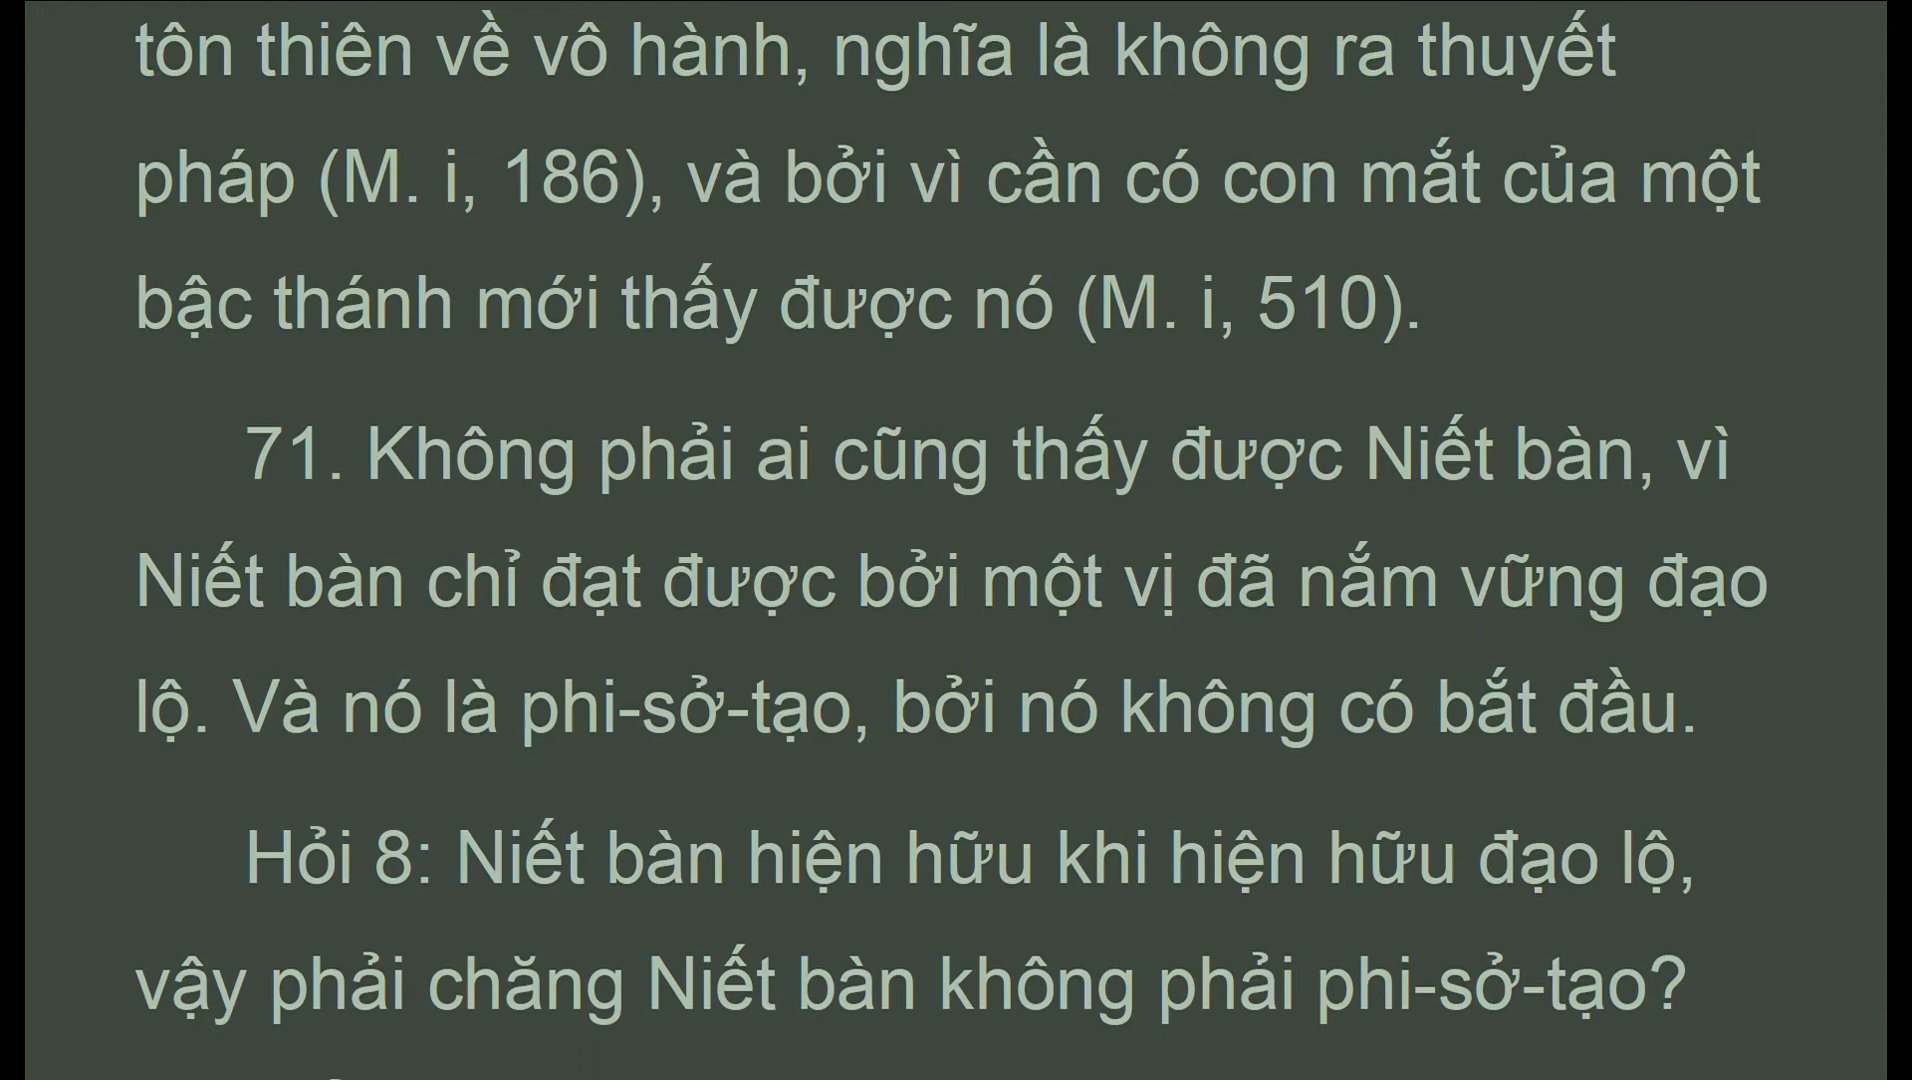 tôn thiên về vô hành, nghĩa là không ra thuyết
pháp (M. i, 186), và bởi vì cần có con mắt của một
bậc thánh mới thấy được nó (M. i, 510).
71. Không phải ai cũng thấy được Niết bàn, vì
Niết bàn chỉ đạt được bởi một vị đã nắm vững đạo
lộ. Và nó là phi-sở-tạo, bởi nó không có bắt đầu.
Hỏi 8: Niết bàn hiện hữu khi hiện hữu đạo lộ,
vậy phải chăng Niết bàn không phải phi-sở-tạo?